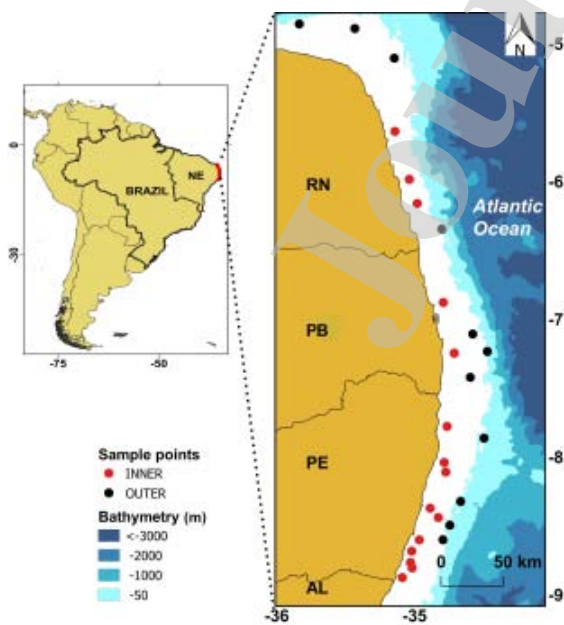 Jour
N
-5
RN
-6
Atlantic
Ocean
PB
-7
PE
-8
0 50 km
AL
-9
-36
-35
0
NE
BRAZIL
-30
-75
-50
Sample points
INNER
OUTER
Bathymetry (m)
<-3000
-2000
-1000
-50